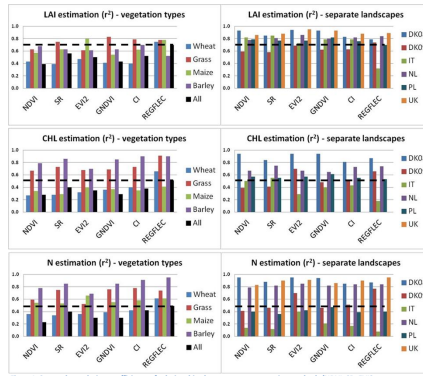 LAI estimation (r²) - vegetation types
1.0
0.8
0.6
0.4
0.2
0.0
NDVI
SR
EVI2
GNDVI
CI
REGFLEC
Wheat
Grass
Maize
Barley
All
LAI estimation (r²) - separate landscapes
1.0
0.8
0.6
0.4
0.2
0.0
NDVI
SR
EVI2
GNDVI
CI
REGFLEC
IT
NL
PL
UK
CHL estimation (r²) - vegetation types
1.0
0.8
0.6
0.4
0.2
0.0
NDVI
SR
EVI2
GNDVI
CI
REGFLEC
Wheat
Grass
Maize
Barley
All
CHL estimation (r²) - separate landscapes
1.0
0.8
0.6
0.4
0.2
0.0
NDVI
SR
EVI2
GNDVI
CI
REGFLEC
IT
NL
PL
N estimation (r²) - vegetation types
1.0
0.8
0.6
0.4
0.2
0.0
NDVI
SR
EVI2
GNDVI
CI
REGFLEC
Wheat
Grass
Maize
Barley
All
N estimation (r²) - separate landscapes
1.0
0.8
0.6
0.4
0.2
0.0
NDVI
SR
EVI2
GNDVI
CI
REGFLEC
IT
NL
PL
UK